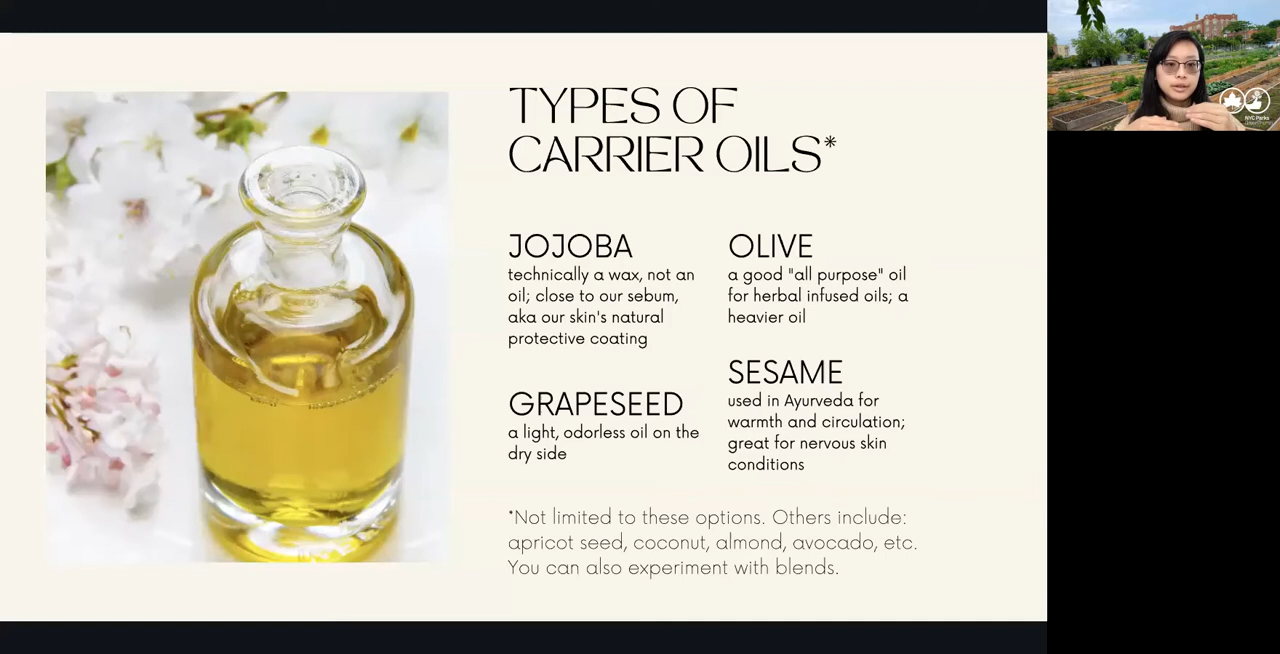 TYPES OF
CARRIER OILS*
JOJOBA
technically a wax, not an
oil; close to our sebum,
aka our skin's natural
protective coating
GRAPESEED
a light, odorless oil on the
dry side
OLIVE
a good "all purpose" oil
for herbal infused oils; a
heavier oil
SESAME
used in Ayurveda for
warmth and circulation;
great for nervous skin
conditions
*Not limited to these options. Others include:
apricot seed, coconut, almond, avocado, etc.
You can also experiment with blends.
NYC Parks